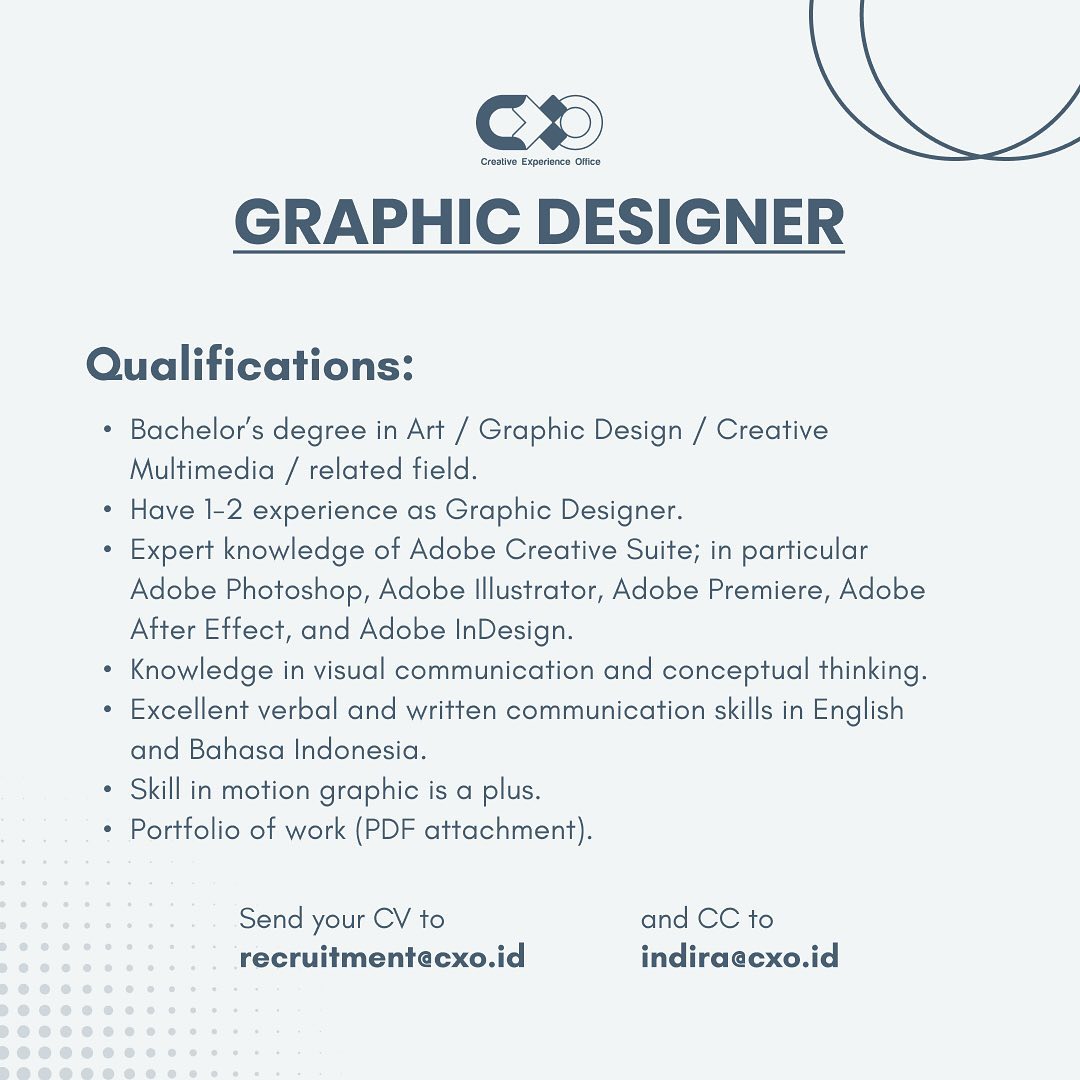 CXO
Creative Experience Office
GRAPHIC DESIGNER
Qualifications:
• Bachelor's degree in Art / Graphic Design / Creative
Multimedia / related field.
• Have 1-2 experience as Graphic Designer.
• Expert knowledge of Adobe Creative Suite; in particular
Adobe Photoshop, Adobe Illustrator, Adobe Premiere, Adobe
After Effect, and Adobe InDesign.
• Knowledge in visual communication and conceptual thinking.
• Excellent verbal and written communication skills in English
and Bahasa Indonesia.
• Skill in motion graphic is a plus.
• Portfolio of work (PDF attachment).
Send your CV to
recruitment@cxo.id
and CC to
indira@cxo.id